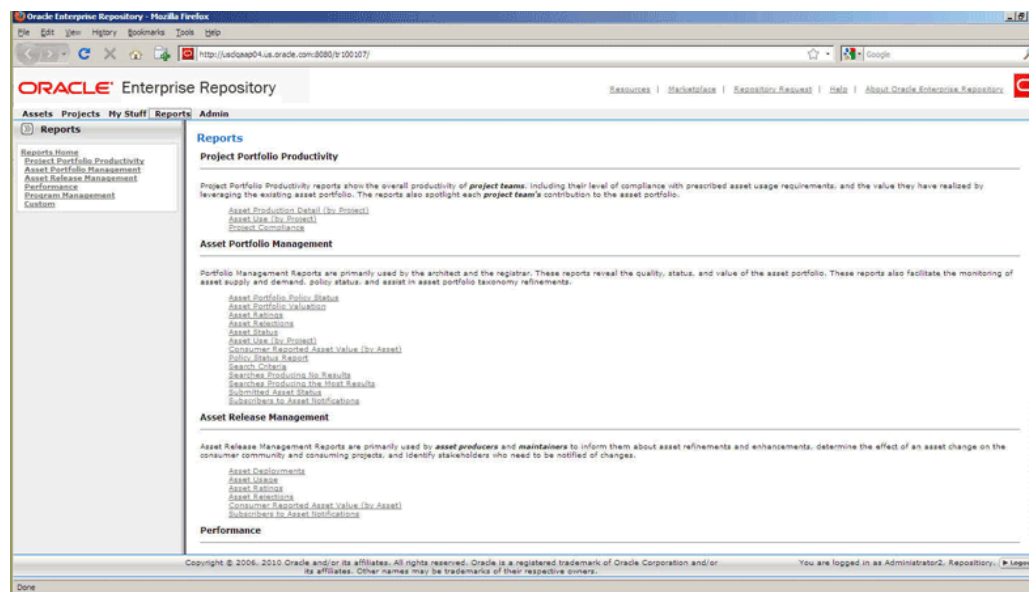 Oracle Enterprise Repository - Mozilla Firefox
File Edit View History Bookmarks Tools Help
http://usdqaap04.us.oracle.com:8080/tr100107/
Google
ORACLE Enterprise Repository
Resources | Marketplace | Repository Request | Help | About Oracle Enterprise Repository
Assets Projects My Stuff Reports Admin
Reports
Reports Home
Project Portfolio Productivity
Asset Portfolio Management
Asset Release Management
Performance
Program Management
Custom
Reports
Project Portfolio Productivity
Project Portfolio Productivity reports show the overall productivity of project teams, including their level of compliance with prescribed asset usage requirements, and the value they have realized by
leveraging the existing asset portfolio. The reports also spotlight each project team's contribution to the asset portfolio.
Asset Production Detail (by Project)
Asset Use (by Project)
Project Compliance
Asset Portfolio Management
Portfolio Management Reports are primarily used by the architect and the registrar. These reports reveal the quality, status, and value of the asset portfolio. These reports also facilitate the monitoring of
asset supply and demand, policy status, and assist in asset portfolio taxonomy refinements.
Asset Portfolio Policy Status
Asset Portfolio Valuation
Asset Ratings
Asset Rejections
Asset Status
Asset Use (by Project)
Consumer Reported Asset Value (by Asset)
Policy Status Report
Search Criteria
Searches Producing No Results
Searches Producing the Most Results
Submitted Asset Status
Subscribers to Asset Notifications
Asset Release Management
Asset Release Management Reports are primarily used by asset producers and maintainers to inform them about asset refinements and enhancements, determine the effect of an asset change on the
consumer community and consuming projects, and identify stakeholders who need to be notified of changes.
Asset Deployments
Asset Usage
Asset Ratings
Asset Rejections
Consumer Reported Asset Value (by Asset)
Subscribers to Asset Notifications
Performance
Copyright © 2006, 2010 Oracle and/or its affiliates. All rights reserved. Oracle is a registered trademark of Oracle Corporation and/or
its affiliates. Other names may be trademarks of their respective owners.
You are logged in as Administrator2, Repository.
Done